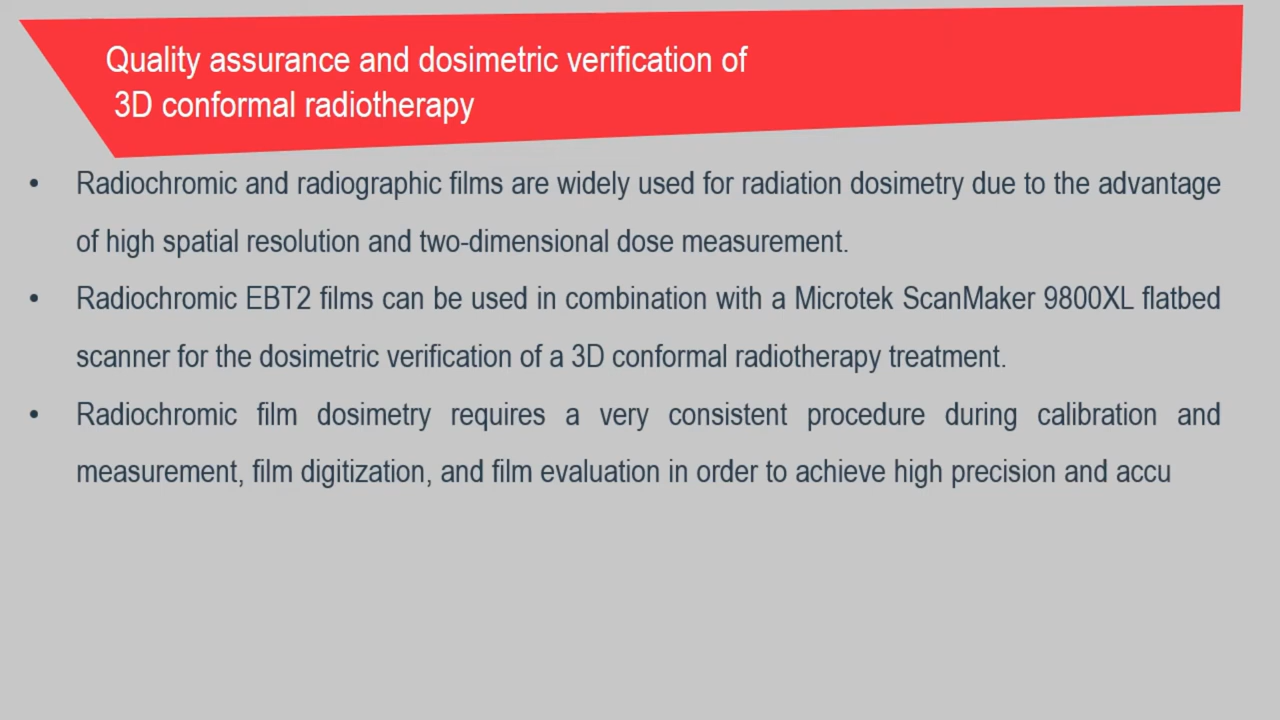 Quality assurance and dosimetric verification of
3D conformal radiotherapy
• Radiochromic and radiographic films are widely used for radiation dosimetry due to the advantage
of high spatial resolution and two-dimensional dose measurement.
• Radiochromic EBT2 films can be used in combination with a Microtek ScanMaker 9800XL flatbed
scanner for the dosimetric verification of a 3D conformal radiotherapy treatment.
• Radiochromic film dosimetry requires a very consistent procedure during calibration and
measurement, film digitization, and film evaluation in order to achieve high precision and accu